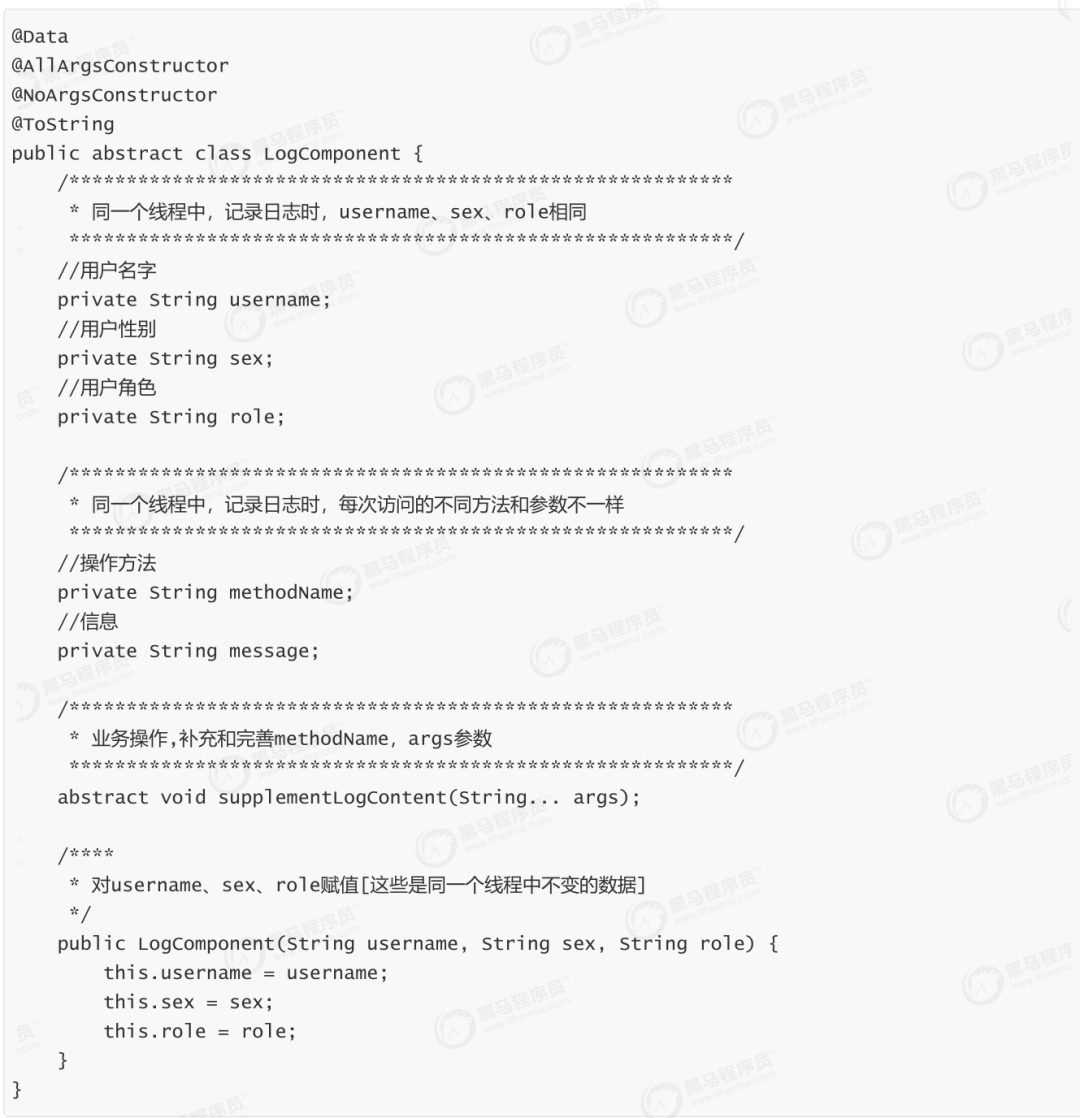 @Data
@AllArgsConstructor
@NoArgsConstructor
@ToString
public abstract class LogComponent {
    /**********************************************************
     * 同一个线程中，记录日志时，username、sex、role相同
     **********************************************************/
    //用户名字
    private String username;
    //用户性别
    private String sex;
    //用户角色
    private String role;

    /**********************************************************
     * 同一个线程中，记录日志时，每次访问的不同方法和参数不一样
     **********************************************************/
    //操作方法
    private String methodName;
    //信息
    private String message;

    /**********************************************************
     * 业务操作,补充和完善methodName，args参数
     **********************************************************/
    abstract void supplementLogContent(String... args);

    /****
     * 对username、sex、role赋值[这些是同一个线程中不变的数据]
     */
    public LogComponent(String username, String sex, String role) {
        this.username = username;
        this.sex = sex;
        this.role = role;
    }
}
黑马程序员
www.itheima.com